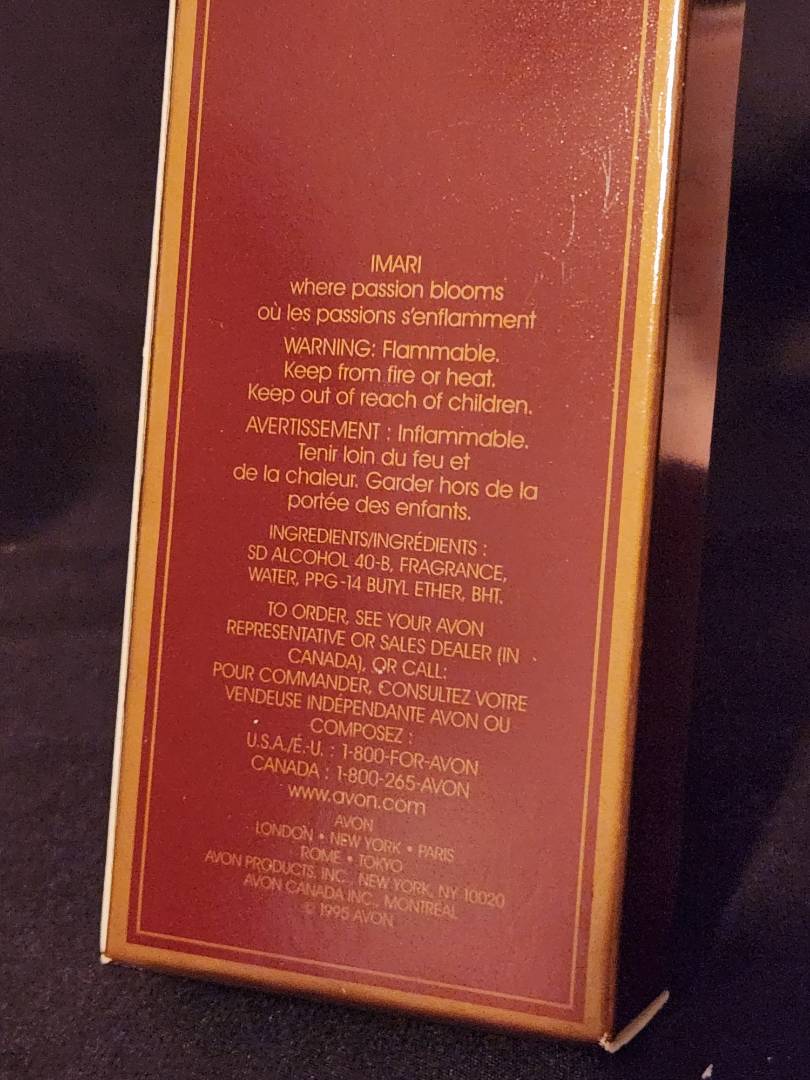 IMARI
where passion blooms
où les passions s'enflamment
WARNING: Flammable.
Keep from fire or heat.
Keep out of reach of children.
AVERTISSEMENT : Inflammable.
Tenir loin du feu et
de la chaleur. Garder hors de la
portée des enfants.
INGREDIENTS/INGRÉDIENTS :
SD ALCOHOL 40-B, FRAGRANCE,
WATER, PPG-14 BUTYL ETHER, BHT.
TO ORDER, SEE YOUR AVON
REPRESENTATIVE OR SALES DEALER (IN
CANADA), OR CALL:
POUR COMMANDER, CONSULTEZ VOTRE
VENDEUSE INDÉPENDANTE AVON OU
COMPOSEZ :
U.S.A./É.-U. : 1-800-FOR-AVON
CANADA : 1-800-265-AVON
www.avon.com
AVON
LONDON • NEW YORK • PARIS
ROME • TOKYO
AVON PRODUCTS, INC., NEW YORK, NY 10020
AVON CANADA INC., MONTRÉAL
© 1995 AVON